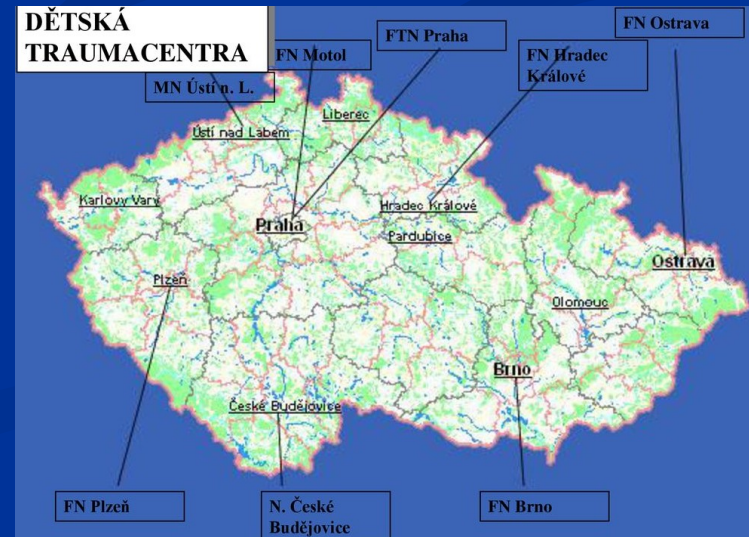 DĚTSKÁ
TRAUMACENTRA
FN Motol
FTN Praha
FN Hradec
Králové
FN Ostrava
MN Ústí n. L.
Liberec
Ústí nad Labem
Karlovy Vary
Hradec Králové
Praha
Pardubice
Ostrava
Plzeň
Olomouc
Brno
České Budějovice
FN Plzeň
N. České
Budějovice
FN Brno